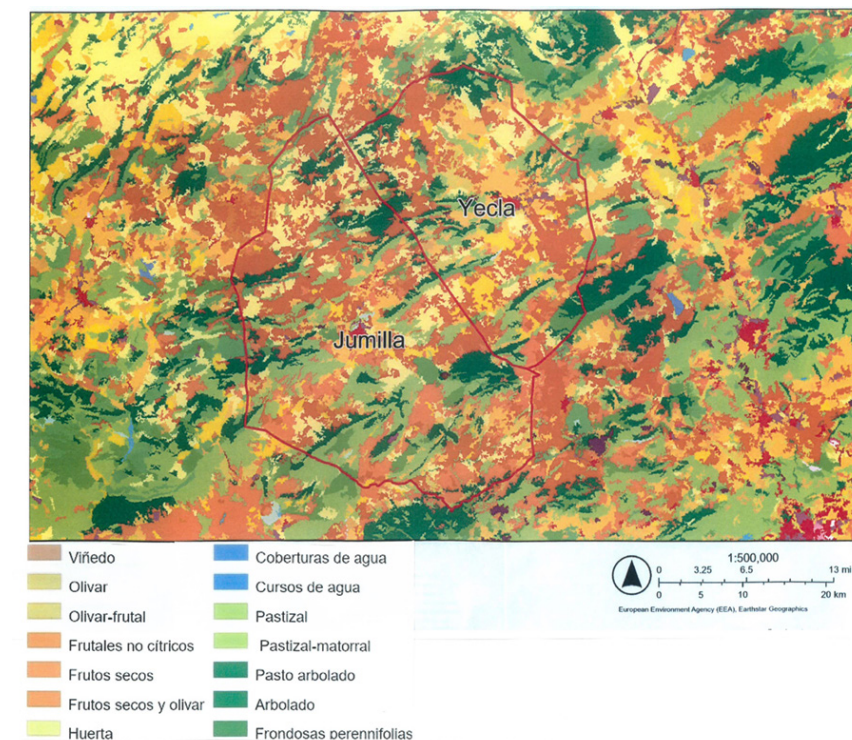 Yecla
Jumilla
Viñedo
Olivar
Olivar-frutal
Frutales no cítricos
Frutos secos
Frutos secos y olivar
Huerta
Coberturas de agua
Cursos de agua
Pastizal
Pastizal-matorral
Pasto arbolado
Arbolado
Frondosas perennifolias
1:500,000
0 3.25 6.5 13 mi
0 5 10 20 km
European Environment Agency (EEA), Earthstar Geographics